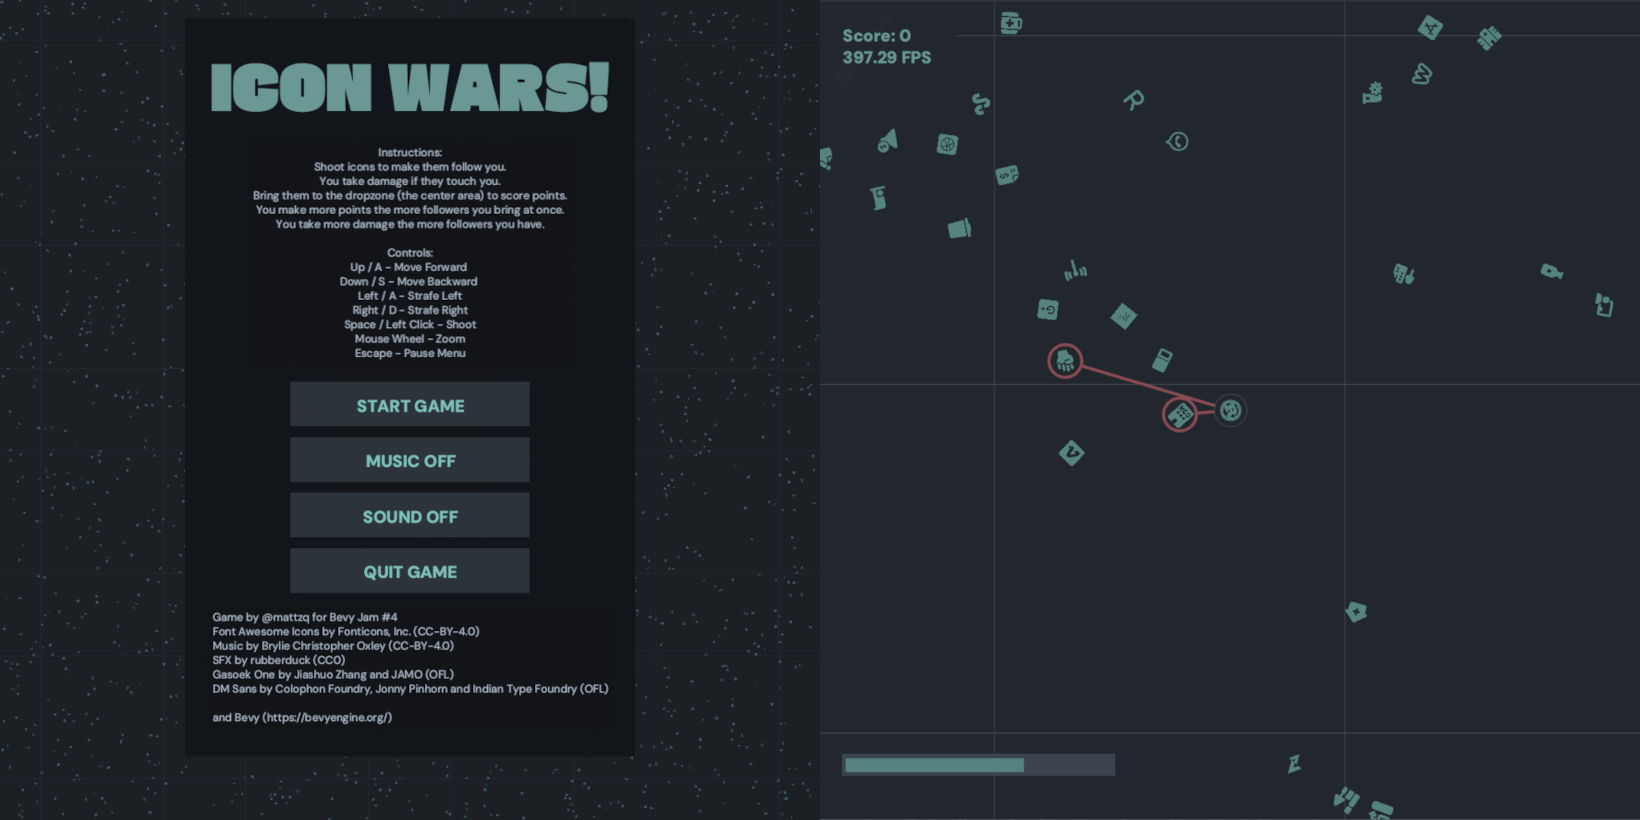 ICON WARS!
Instructions:
Shoot icons to make them follow you.
You take damage if they touch you.
Bring them to the dropzone (the center area) to score points.
You make more points the more followers you bring at once.
You take more damage the more followers you have.
Controls:
Up / A - Move Forward
Down / S - Move Backward
Left / A - Strafe Left
Right / D - Strafe Right
Space / Left Click - Shoot
Mouse Wheel - Zoom
Escape - Pause Menu
START GAME
MUSIC OFF
SOUND OFF
QUIT GAME
Game by @mattzq for Bevy Jam #4
Font Awesome Icons by Fonticons, Inc. (CC-BY-4.0)
Music by Brylie Christopher Oxley (CC-BY-4.0)
SFX by rubberduck (CC0)
Gasoek One by Jiashuo Zhang and JAMO (OFL)
DM Sans by Colophon Foundry, Jonny Pinhorn and Indian Type Foundry (OFL)
and Bevy (https://bevyengine.org/)
Score: 0
397.29 FPS